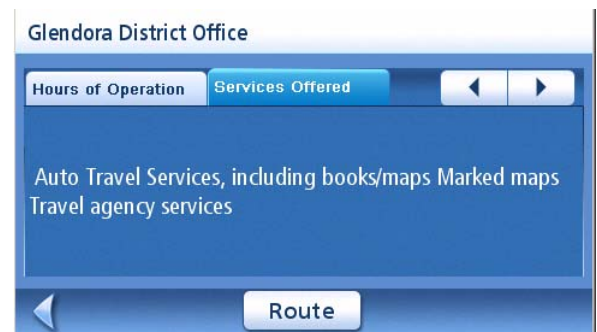 Glendora District Office
Hours of Operation Services Offered
Auto Travel Services, including books/maps Marked maps
Travel agency services
Route